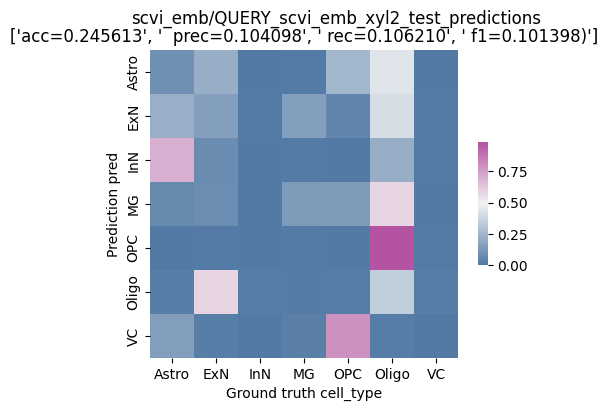 scvi_emb/QUERY_scvi_emb_xyl2_test_predictions
['acc=0.245613', '  prec=0.104098', ' rec=0.106210', ' f1=0.101398)']
Prediction pred
Astro
ExN
InN
MG
OPC
Oligo
VC
0.75
0.50
0.25
0.00
Astro ExN InN MG OPC Oligo VC
Ground truth cell_type